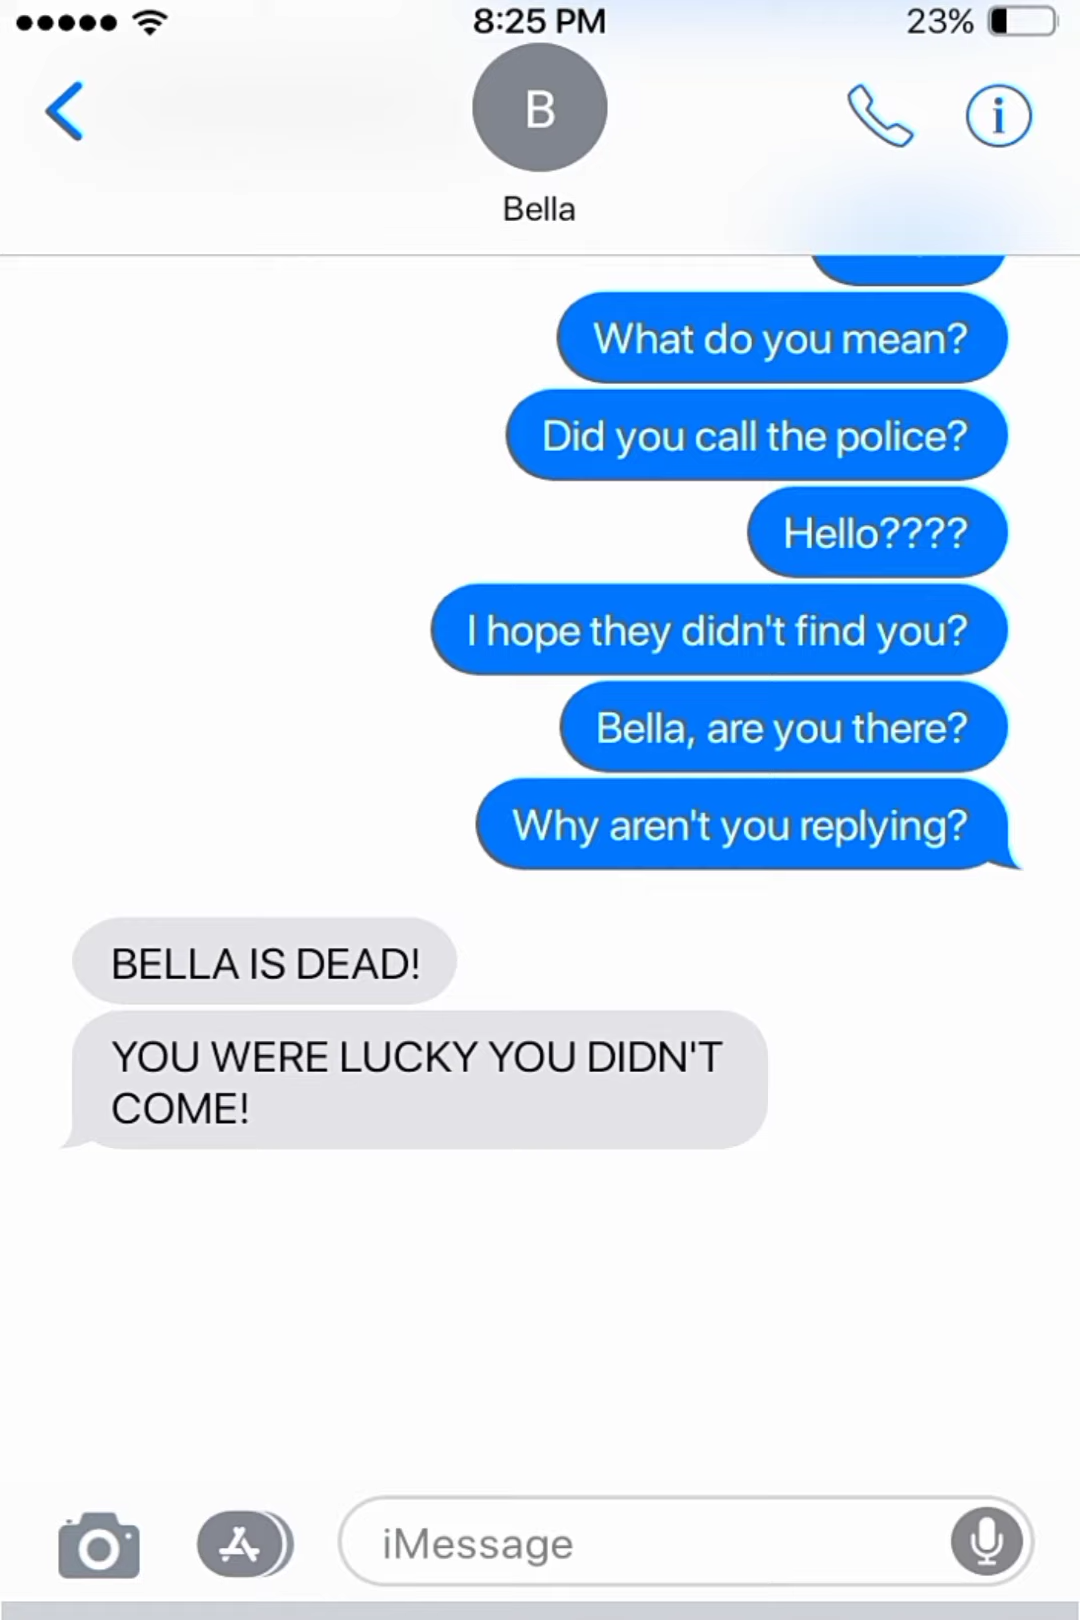 8:25 PM
23%
B
Bella
What do you mean?
Did you call the police?
Hello????
I hope they didn't find you?
Bella, are you there?
Why aren't you replying?
BELLA IS DEAD!
YOU WERE LUCKY YOU DIDN'T
COME!
iMessage